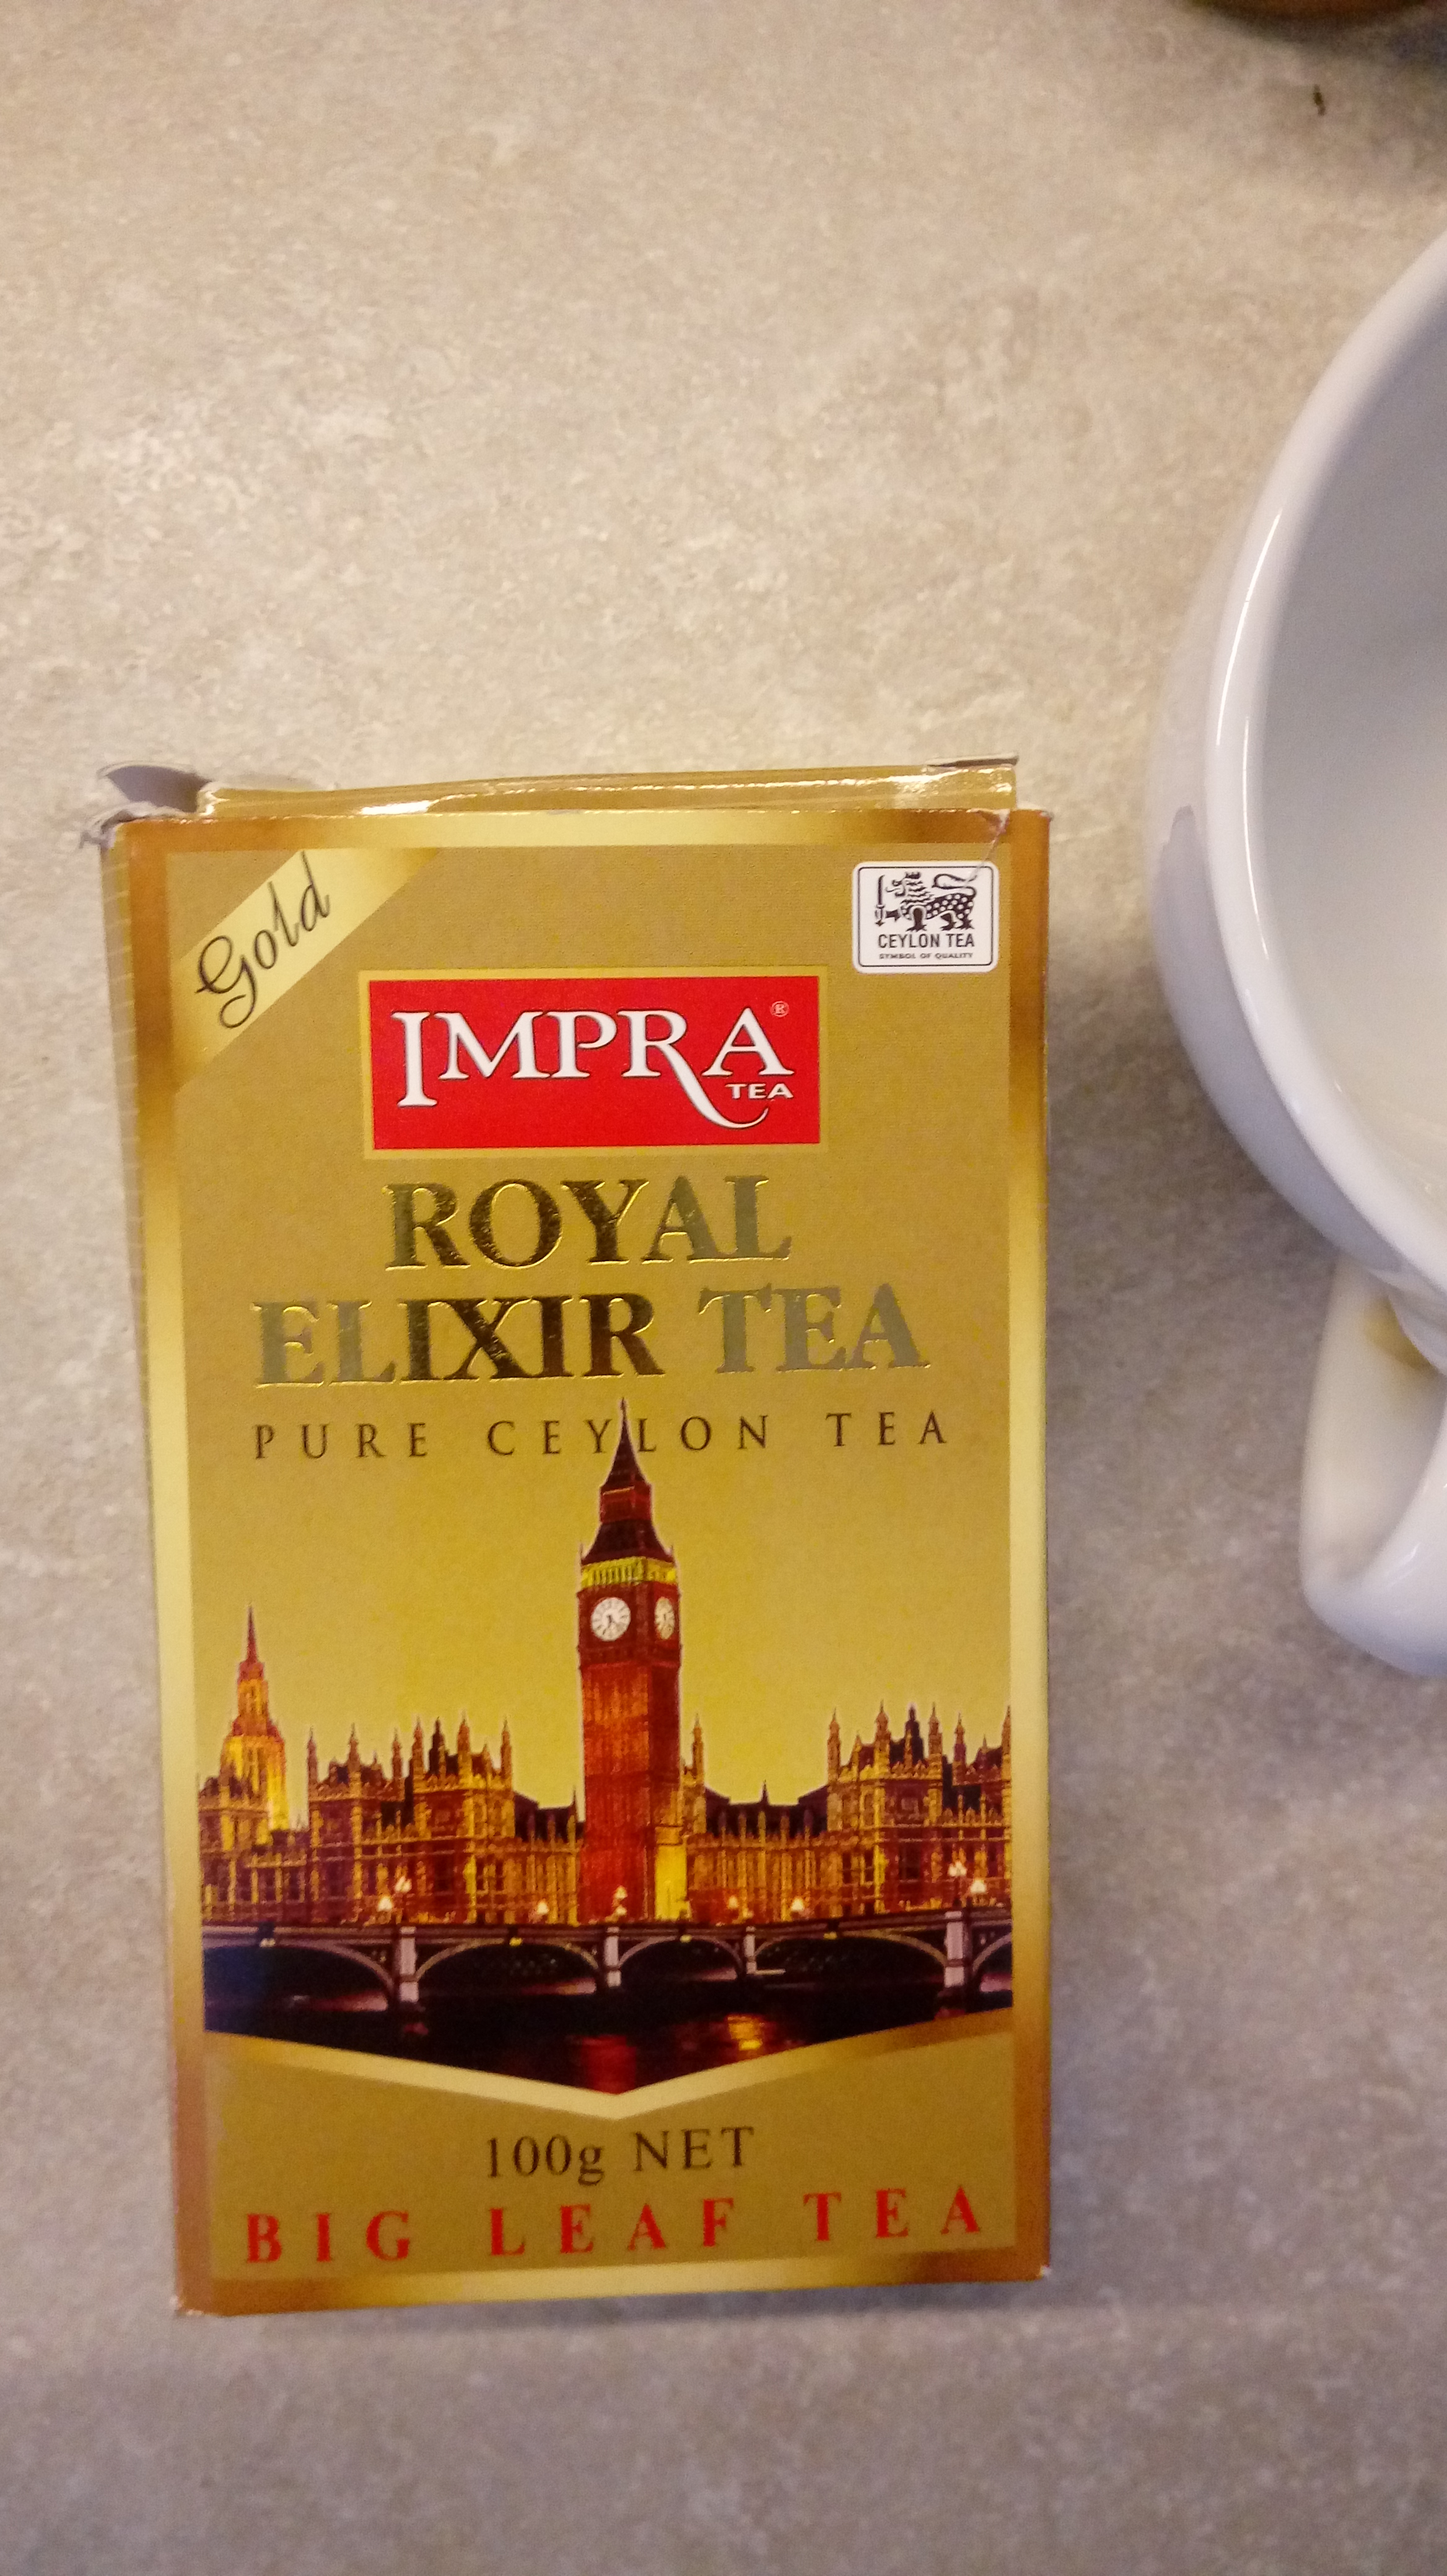 Gold
CEYLON TEA
SYMBOL OF QUALITY
IMPRA®
TEA
ROYAL
ELIXIR TEA
PURE CEYLON TEA
100g NET
BIG LEAF TEA